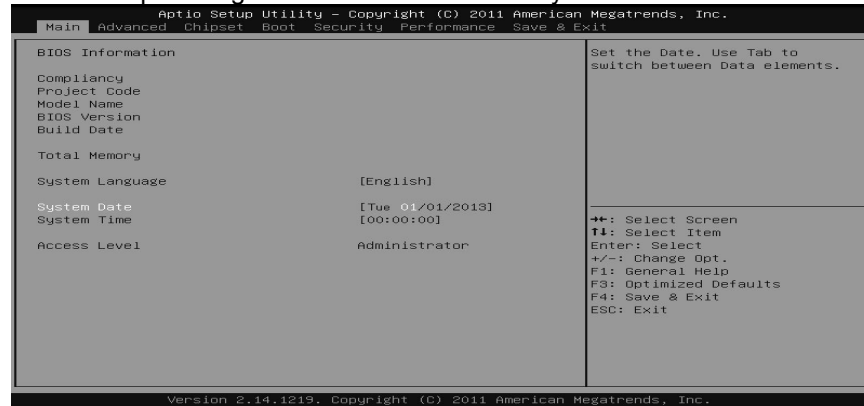 Aptio Setup Utility – Copyright (C) 2011 American Megatrends, Inc.
Main Advanced Chipset Boot Security Performance Save & Exit
BIOS Information
Compliancy
Project Code
Model Name
BIOS Version
Build Date
Total Memory
System Language [English]
System Date [Tue 01/01/2013]
System Time [00:00:00]
Access Level Administrator
Set the Date. Use Tab to
switch between Data elements.
→←: Select Screen
↑↓: Select Item
Enter: Select
+/-: Change Opt.
F1: General Help
F3: Optimized Defaults
F4: Save & Exit
ESC: Exit
Version 2.14.1219. Copyright (C) 2011 American Megatrends, Inc.